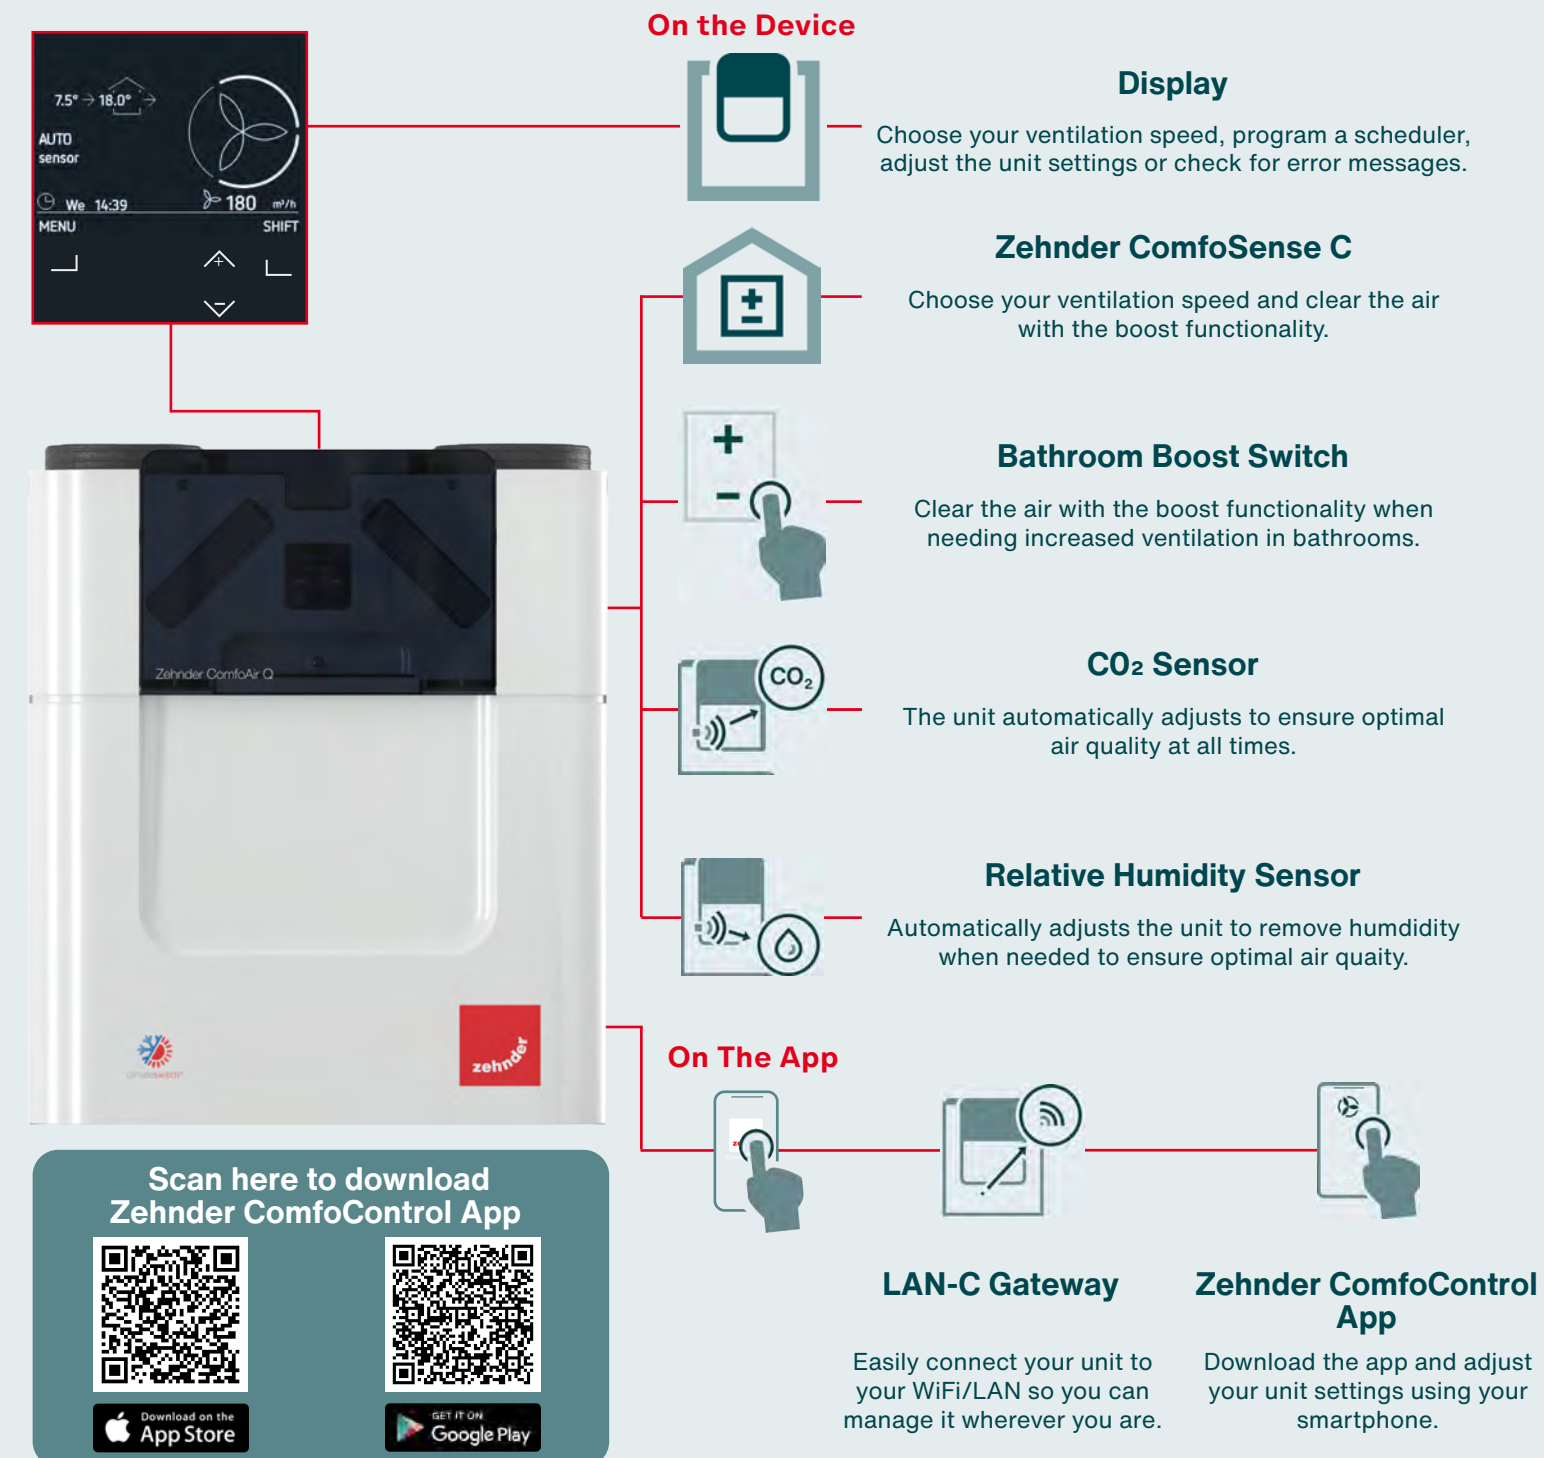 On the Device
7.5° → 18.0° →
AUTO
sensor
We 14:39
180 m³/h
MENU
SHIFT
Display
Choose your ventilation speed, program a scheduler,
adjust the unit settings or check for error messages.
Zehnder ComfoSense C
Choose your ventilation speed and clear the air
with the boost functionality.
Bathroom Boost Switch
Clear the air with the boost functionality when
needing increased ventilation in bathrooms.
CO₂
CO₂ Sensor
The unit automatically adjusts to ensure optimal
air quality at all times.
Relative Humidity Sensor
Automatically adjusts the unit to remove humdidity
when needed to ensure optimal air quaity.
Zehnder ComfoAir Q
climateswitch
zehnder
On The App
LAN-C Gateway
Easily connect your unit to
your WiFi/LAN so you can
manage it wherever you are.
Zehnder ComfoControl
App
Download the app and adjust
your unit settings using your
smartphone.
Scan here to download
Zehnder ComfoControl App
Download on the
App Store
GET IT ON
Google Play